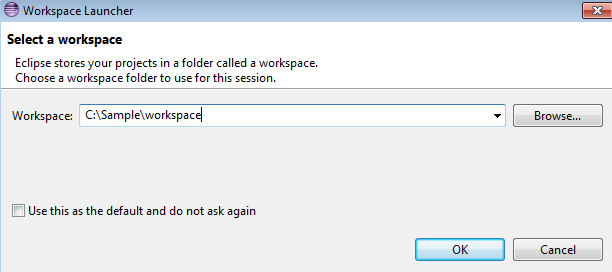 Workspace Launcher
Select a workspace
Eclipse stores your projects in a folder called a workspace.
Choose a workspace folder to use for this session.
Workspace: C:\Sample\workspace Browse...
Use this as the default and do not ask again
OK Cancel